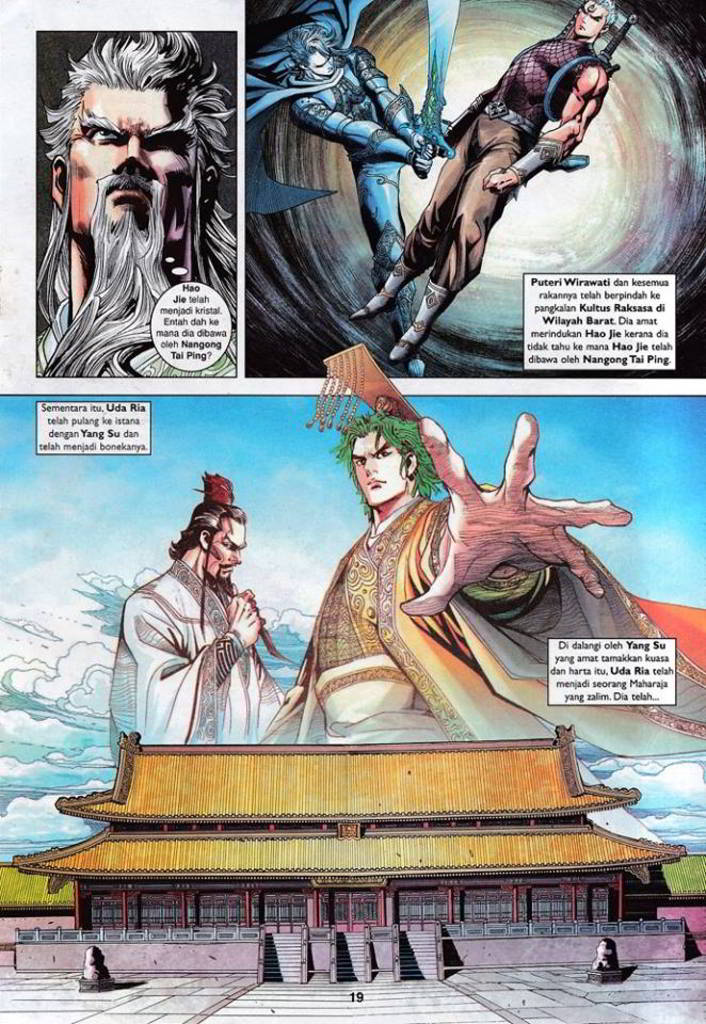 Hao
Jie telah
menjadi kristal.
Entah dah ke
mana dia dibawa
oleh Nangong
Tai Ping?
Puteri Wirawati dan kesemua
rakannya telah berpindah ke
pangkalan Kultus Raksasa di
Wilayah Barat. Dia amat
merindukan Hao Jie kerana dia
tidak tahu ke mana Hao Jie telah
dibawa oleh Nangong Tai Ping.
Sementara itu, Uda Ria
telah pulang ke istana
dengan Yang Su dan
telah menjadi bonekanya.
Di dalangi oleh Yang Su
yang amat tamakkan kuasa
dan harta itu, Uda Ria telah
menjadi seorang Maharaja
yang zalim. Dia telah...
19